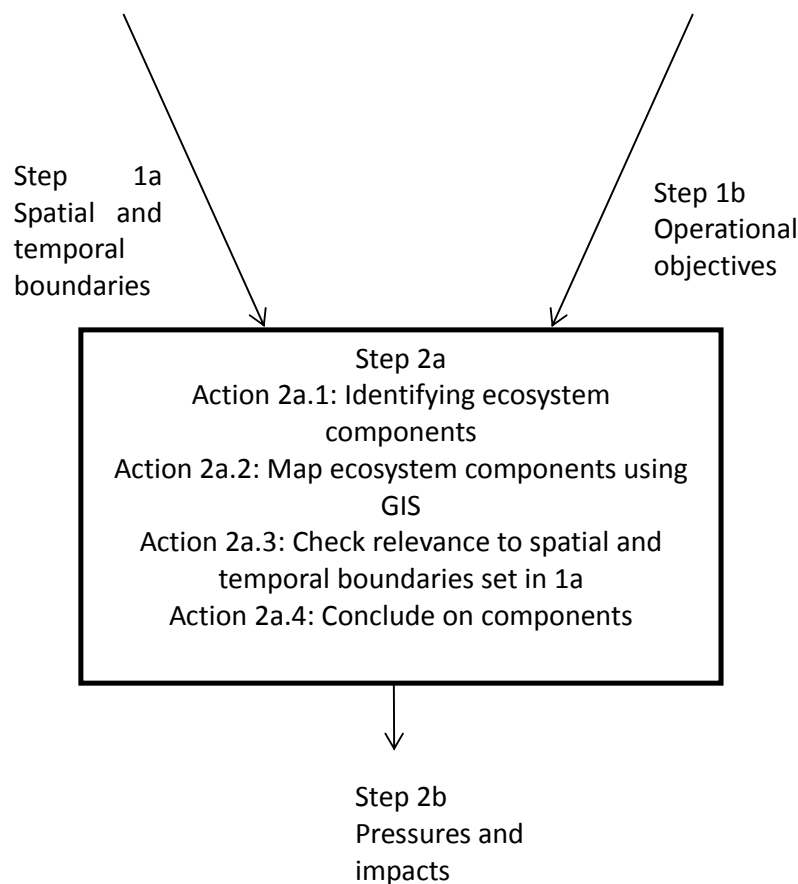 Step 1a
Spatial and
temporal
boundaries
Step 1b
Operational
objectives
Step 2a
Action 2a.1: Identifying ecosystem
components
Action 2a.2: Map ecosystem components using
GIS
Action 2a.3: Check relevance to spatial and
temporal boundaries set in 1a
Action 2a.4: Conclude on components
Step 2b
Pressures and
impacts